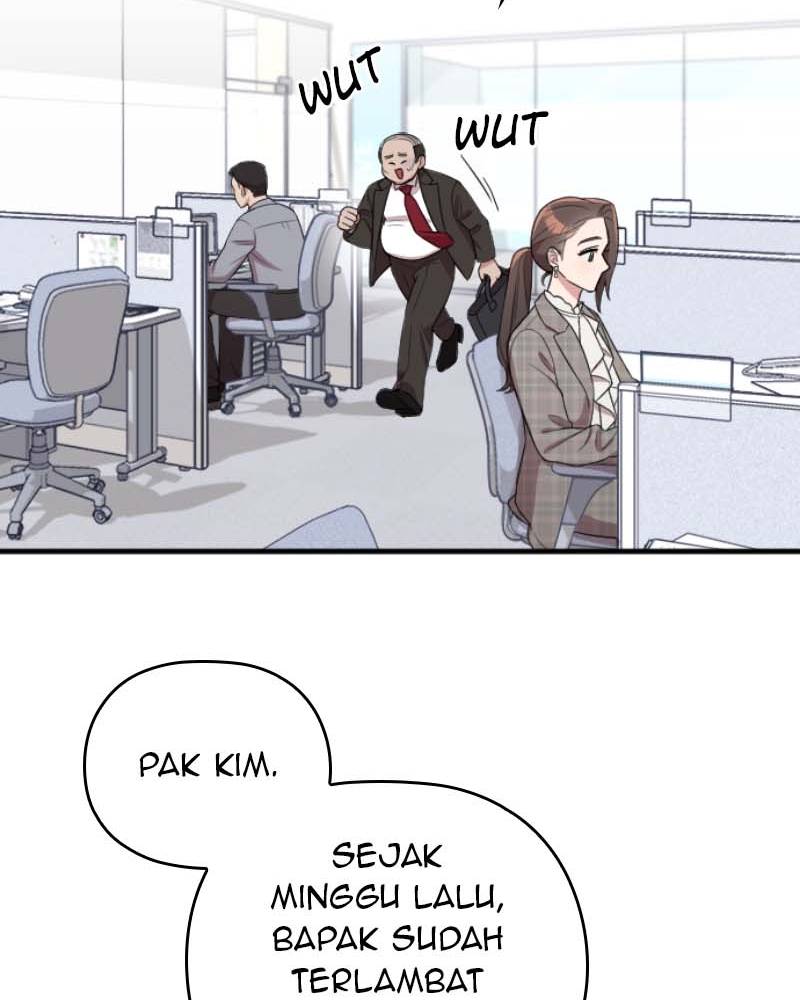 WUT
WUT
PAK KIM.
SEJAK
MINGGU LALU,
BAPAK SUDAH
TERLAMBAT